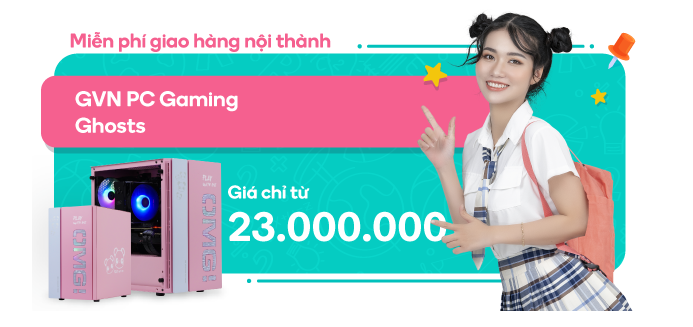 Miễn phí giao hàng nội thành
GVN PC Gaming
Ghosts
Giá chỉ từ
23.000.000